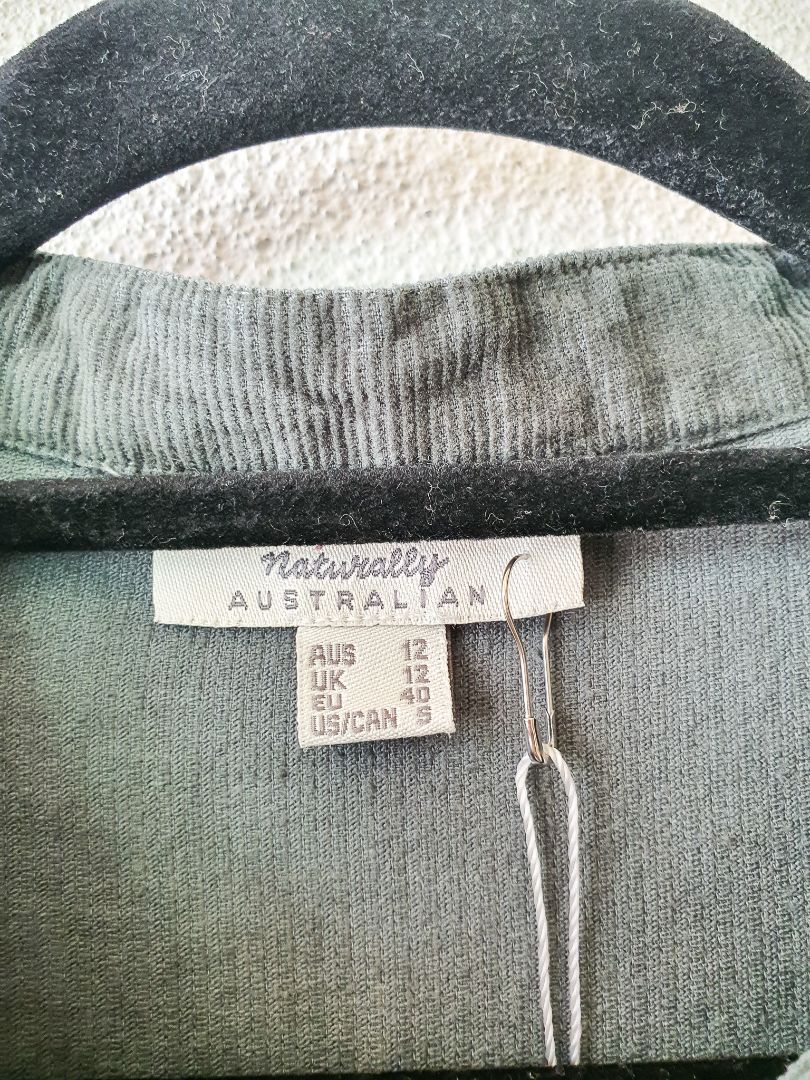 Naturally
AUSTRALIAN
AUS 12
UK 12
EU 40
US/CAN S